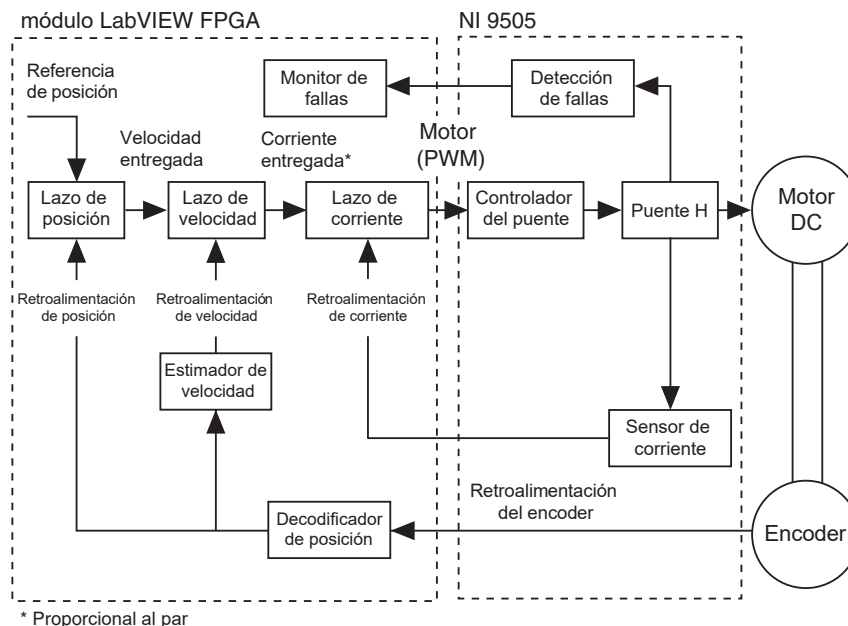 módulo LabVIEW FPGA
NI 9505
Referencia
de posición
Monitor de
fallas
Detección
de fallas
Velocidad
entregada
Corriente
entregada*
Motor
(PWM)
Lazo de
posición
Lazo de
velocidad
Lazo de
corriente
Controlador
del puente
Puente H
Motor
DC
Retroalimentación
de posición
Retroalimentación
de velocidad
Retroalimentación
de corriente
Estimador de
velocidad
Sensor de
corriente
Retroalimentación
del encoder
Decodificador
de posición
Encoder
* Proporcional al par